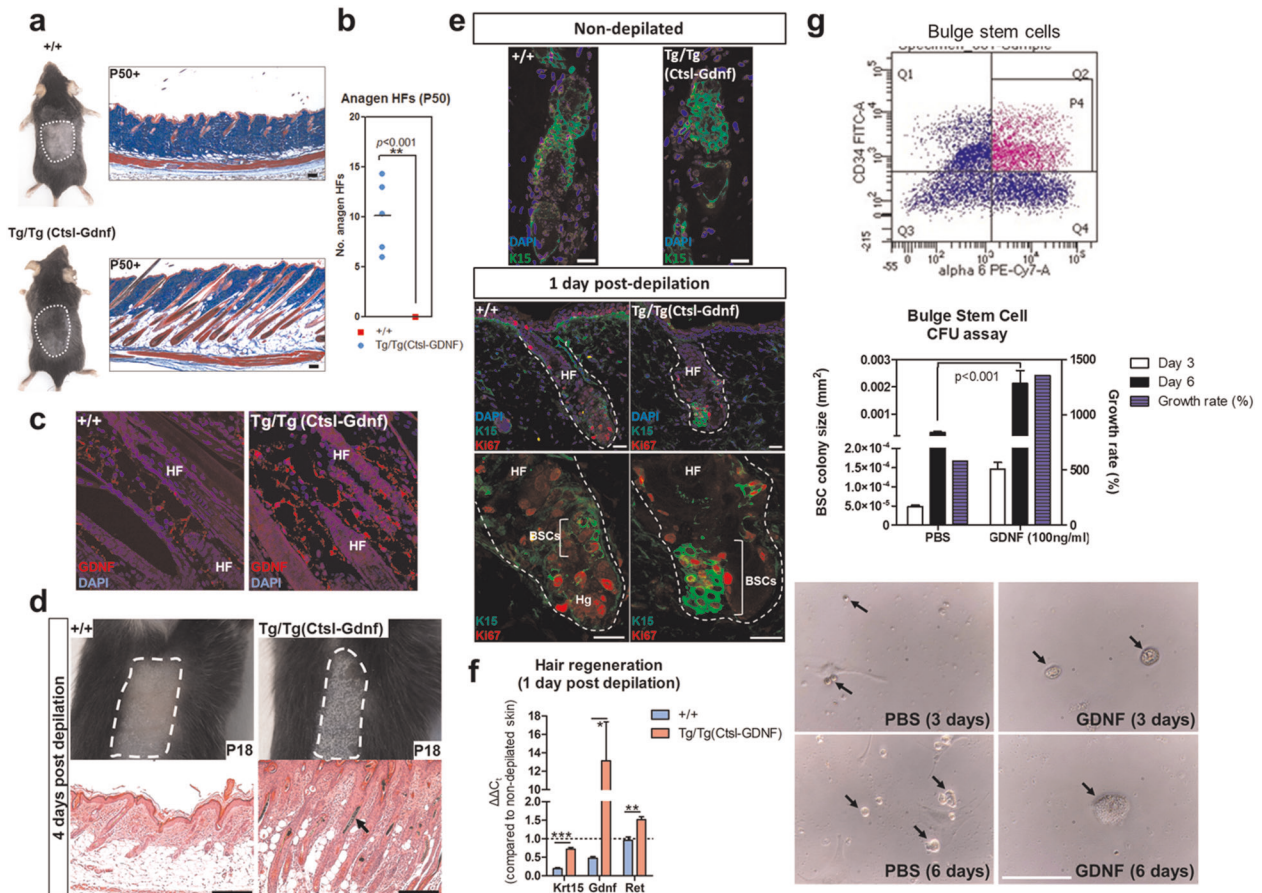 a
+/+
P50+
Tg/Tg (Ctsl-Gdnf)
P50+
b
Anagen HFs (P50)
p<0.001
**
No. anagen HFs
20
15
10
5
0
+/+
Tg/Tg(Ctsl-GDNF)
c
+/+
HF
HF
GDNF
DAPI
Tg/Tg (Ctsl-Gdnf)
HF
HF
GDNF
DAPI
d
4 days post depilation
+/+
P18
Tg/Tg(Ctsl-Gdnf)
P18
e
Non-depilated
+/+
DAPI
K15
Tg/Tg
(Ctsl-Gdnf)
DAPI
K15
1 day post-depilation
+/+
HF
DAPI
K15
Ki67
Tg/Tg(Ctsl-Gdnf)
HF
DAPI
K15
Ki67
HF
BSCs
Hg
K15
Ki67
HF
BSCs
K15
Ki67
f
Hair regeneration
(1 day post depilation)
+/+
Tg/Tg(Ctsl-GDNF)
ΔΔCt
(compared to non-depilated skin)
18
16
14
12
10
8
6
4
2.0
1.5
1.0
0.5
0.0
***
*
**
Krt15 Gdnf Ret
g
Bulge stem cells
Q1
Q2
P4
Q3
Q4
CD34 FITC-A
10⁵
10⁴
10³
10²
-215
-55 0 10² 10³ 10⁴ 10⁵
alpha 6 PE-Cy7-A
Bulge Stem Cell
CFU assay
p<0.001
Day 3
Day 6
Growth rate (%)
BSC colony size (mm²)
0.003
0.002
0.001
1.5×10⁻⁴
1.0×10⁻⁴
5.0×10⁻⁵
0
1500
1000
500
0
Growth rate
(%)
PBS
GDNF (100ng/ml)
PBS (3 days)
GDNF (3 days)
PBS (6 days)
GDNF (6 days)